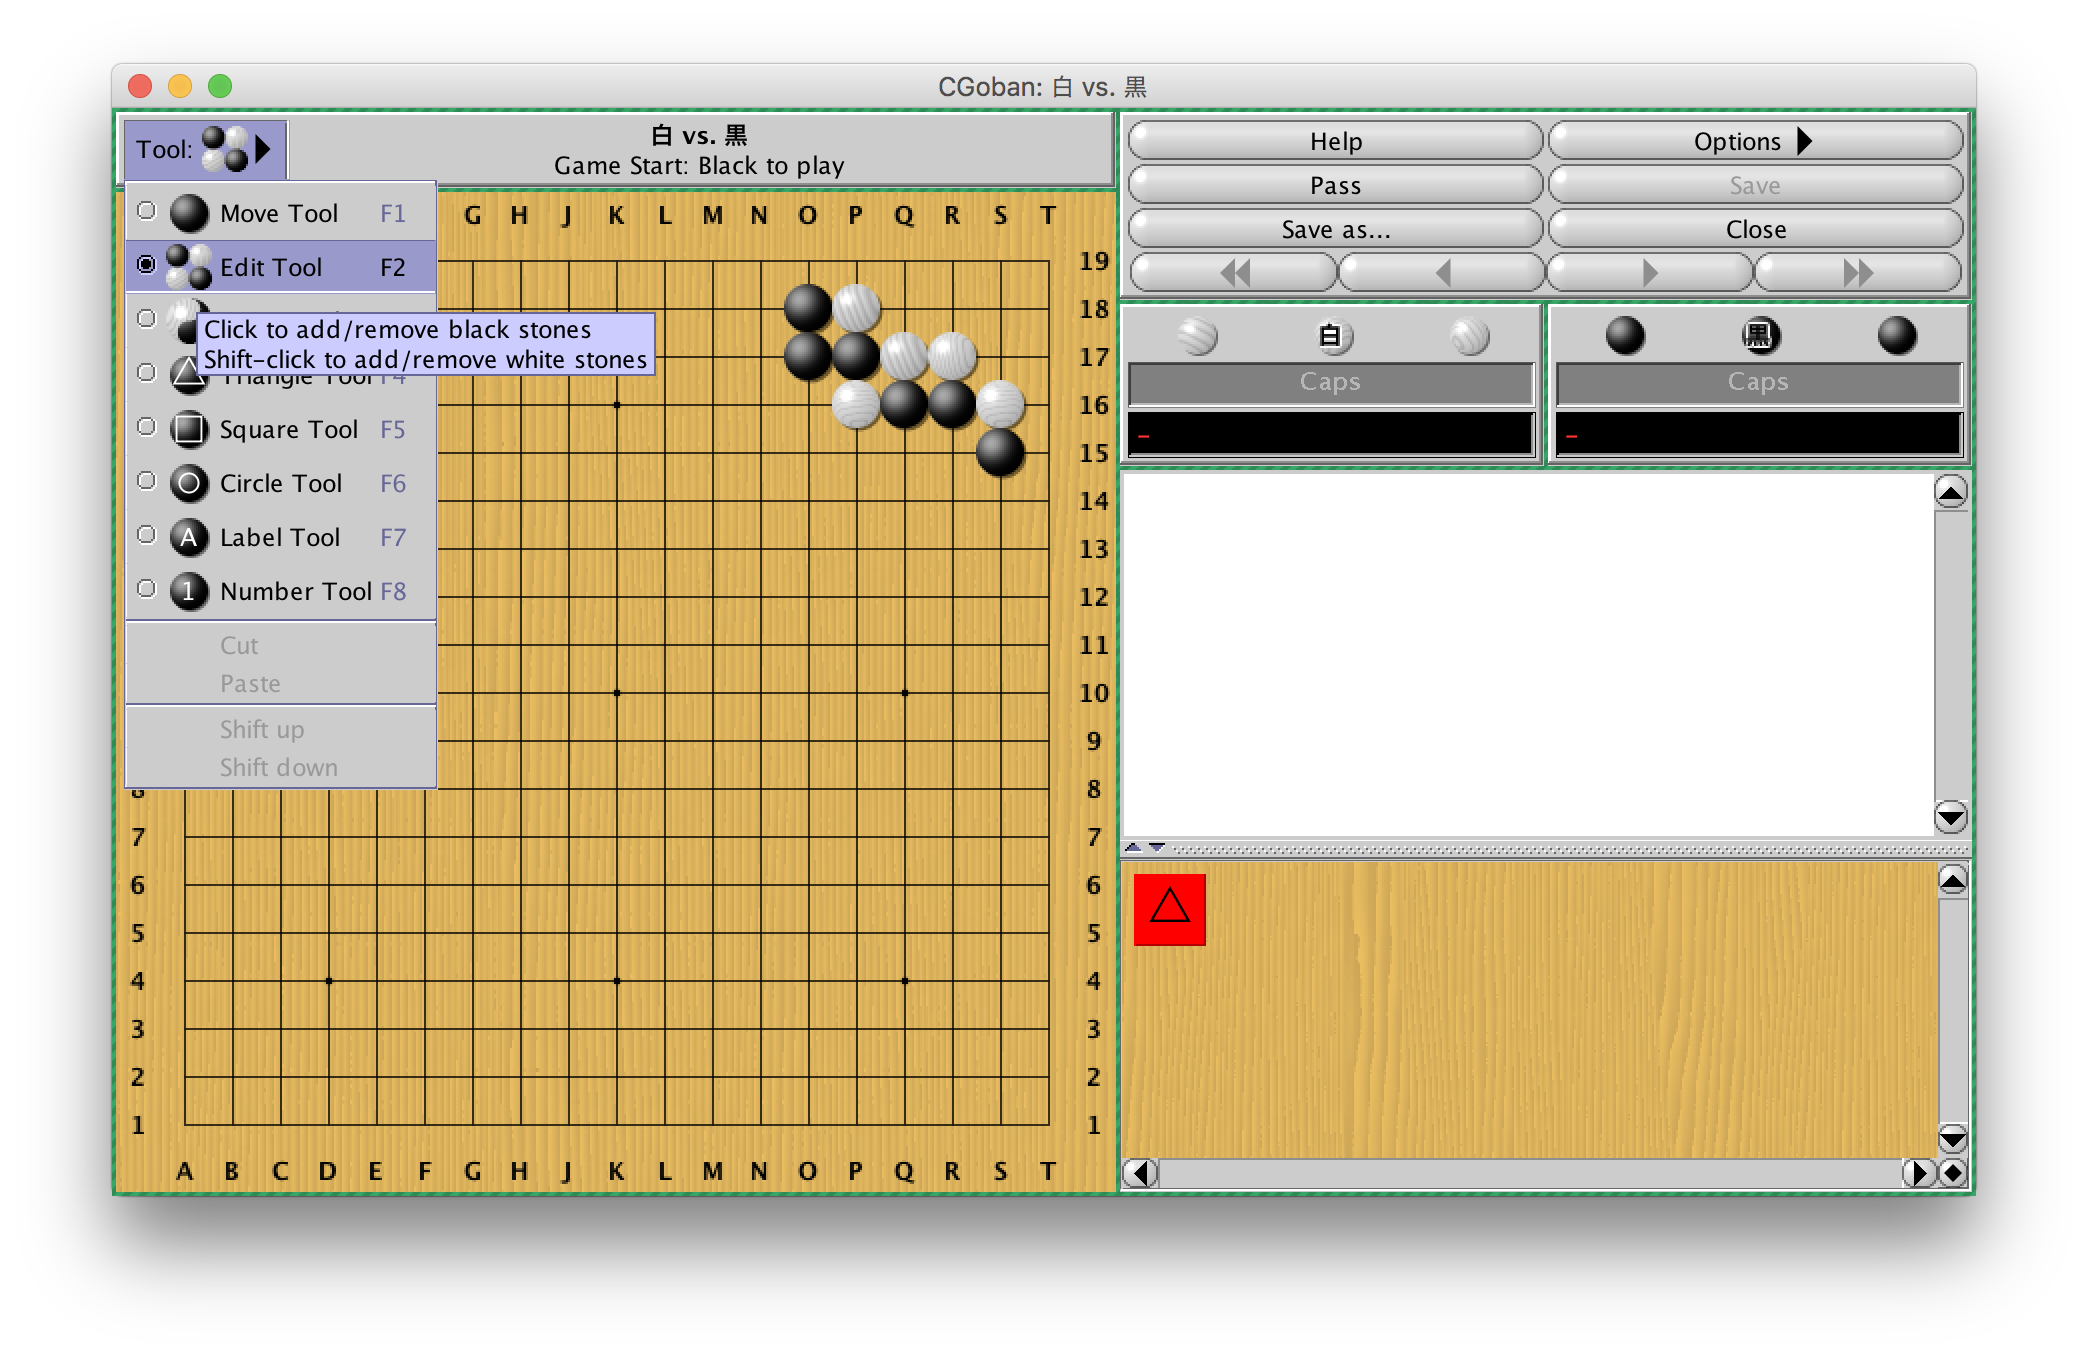 CGoban: 白 vs. 黒
Tool:
白 vs. 黒
Game Start: Black to play
Help
Options
Pass
Save
Save as...
Close
Move Tool F1
Edit Tool F2
Click to add/remove black stones
Shift-click to add/remove white stones
Triangle Tool F4
Square Tool F5
Circle Tool F6
A Label Tool F7
1 Number Tool F8
Cut
Paste
Shift up
Shift down
G H J K L M N O P Q R S T
19
18
17
16
15
14
13
12
11
10
9
8 8
7 7
6 6
5 5
4 4
3 3
2 2
1 1
A B C D E F G H J K L M N O P Q R S T
白
黒
Caps
Caps
-
-